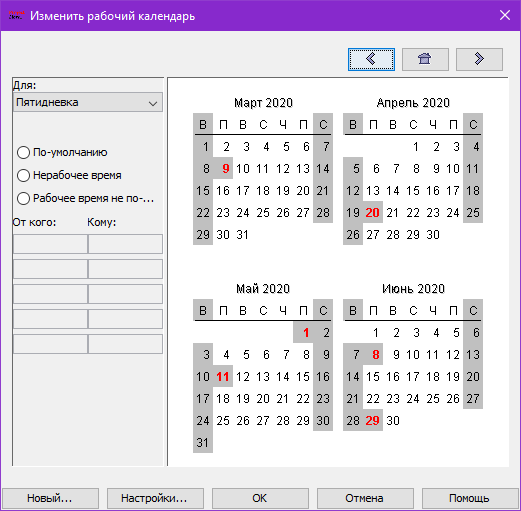 Изменить рабочий календарь
Для:
Пятидневка
По-умолчанию
Нерабочее время
Рабочее время не по-...
От кого: Кому:
Март 2020
В П В С Ч П С
1 2 3 4 5 6 7
8 9 10 11 12 13 14
15 16 17 18 19 20 21
22 23 24 25 26 27 28
29 30 31
Апрель 2020
В П В С Ч П С
1 2 3 4
5 6 7 8 9 10 11
12 13 14 15 16 17 18
19 20 21 22 23 24 25
26 27 28 29 30
Май 2020
В П В С Ч П С
1 2
3 4 5 6 7 8 9
10 11 12 13 14 15 16
17 18 19 20 21 22 23
24 25 26 27 28 29 30
31
Июнь 2020
В П В С Ч П С
1 2 3 4 5 6
7 8 9 10 11 12 13
14 15 16 17 18 19 20
21 22 23 24 25 26 27
28 29 30
Новый... Настройки... OK Отмена Помощь